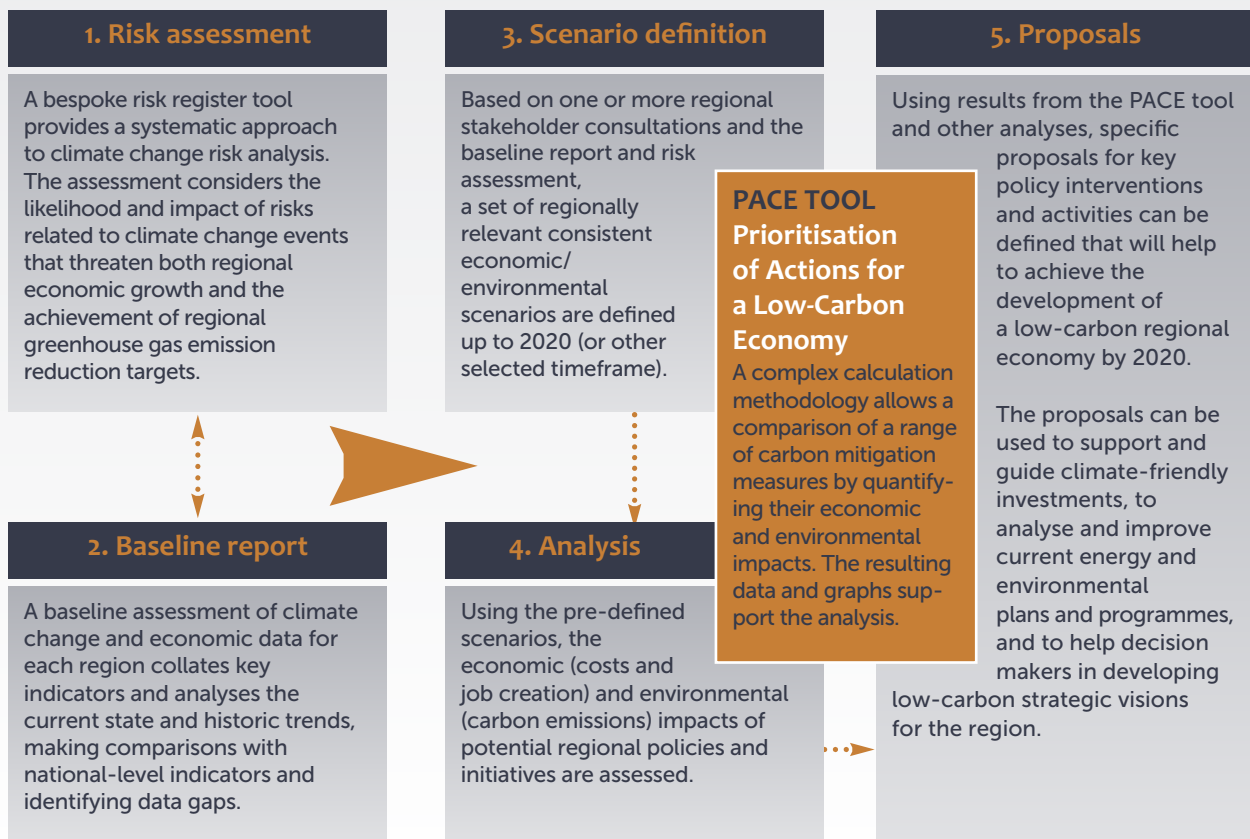 1. Risk assessment
A bespoke risk register tool
provides a systematic approach
to climate change risk analysis.
The assessment considers the
likelihood and impact of risks
related to climate change events
that threaten both regional
economic growth and the
achievement of regional
greenhouse gas emission
reduction targets.
2. Baseline report
A baseline assessment of climate
change and economic data for
each region collates key
indicators and analyses the
current state and historic trends,
making comparisons with
national-level indicators and
identifying data gaps.
3. Scenario definition
Based on one or more regional
stakeholder consultations and the
baseline report and risk
assessment,
a set of regionally
relevant consistent
economic/
environmental
scenarios are defined
up to 2020 (or other
selected timeframe).
4. Analysis
Using the pre-defined
scenarios, the
economic (costs and
job creation) and environmental
(carbon emissions) impacts of
potential regional policies and
initiatives are assessed.
PACE TOOL
Prioritisation
of Actions for
a Low-Carbon
Economy
A complex calculation
methodology allows a
comparison of a range
of carbon mitigation
measures by quantify-
ing their economic
and environmental
impacts. The resulting
data and graphs sup-
port the analysis.
5. Proposals
Using results from the PACE tool
and other analyses, specific
proposals for key
policy interventions
and activities can be
defined that will help
to achieve the
development of
a low-carbon regional
economy by 2020.
The proposals can be
used to support and
guide climate-friendly
investments, to
analyse and improve
current energy and
environmental
plans and programmes,
and to help decision
makers in developing
low-carbon strategic visions
for the region.